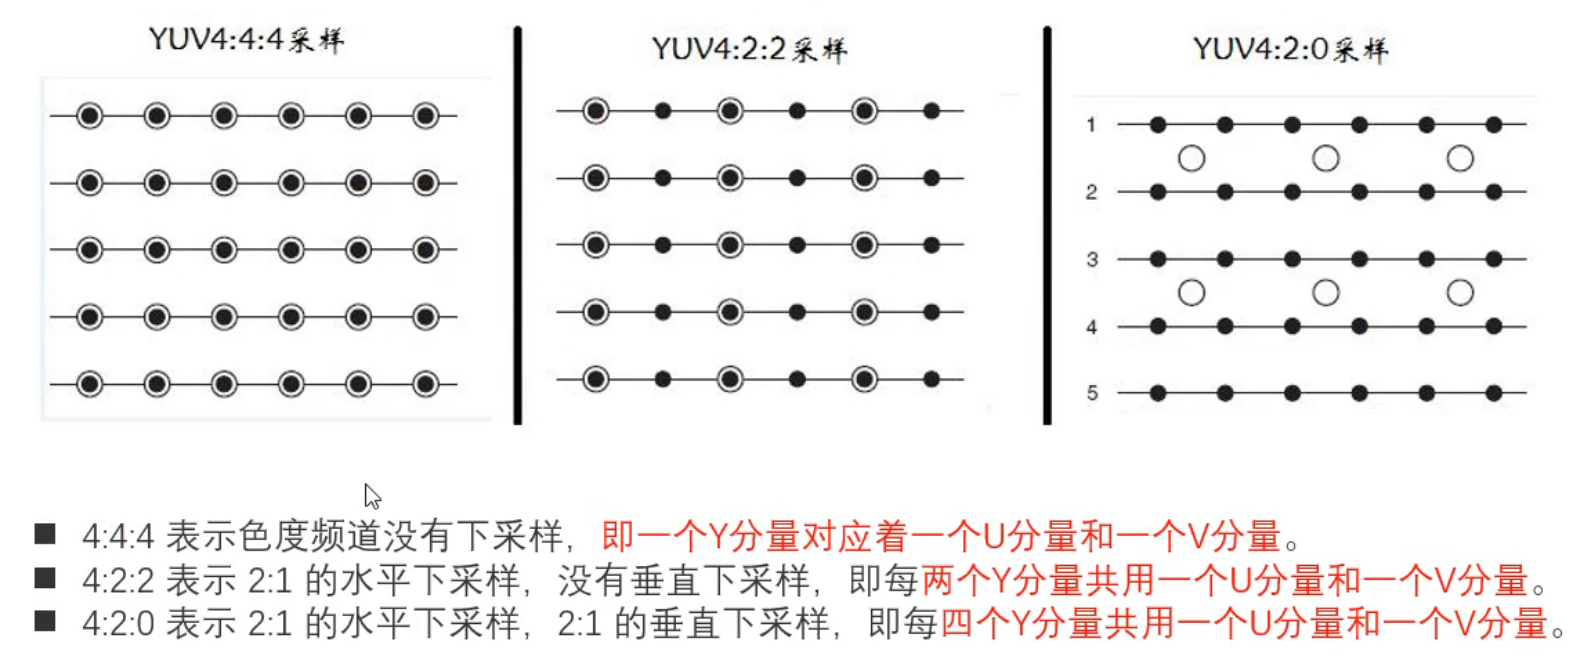 YUV4:4:4采样
YUV4:2:2采样
YUV4:2:0采样
1
2
3
4
5
■ 4:4:4 表示色度频道没有下采样，即一个Y分量对应着一个U分量和一个V分量。
■ 4:2:2 表示 2:1 的水平下采样，没有垂直下采样，即每两个Y分量共用一个U分量和一个V分量。
■ 4:2:0 表示 2:1 的水平下采样，2:1 的垂直下采样，即每四个Y分量共用一个U分量和一个V分量。